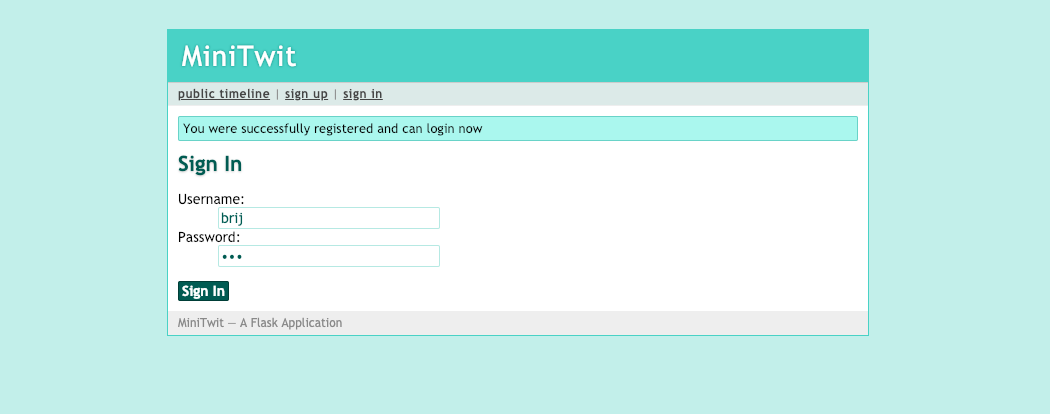 MiniTwit
public timeline | sign up | sign in
You were successfully registered and can login now
Sign In
Username:
brij
Password:
•••
Sign In
MiniTwit — A Flask Application